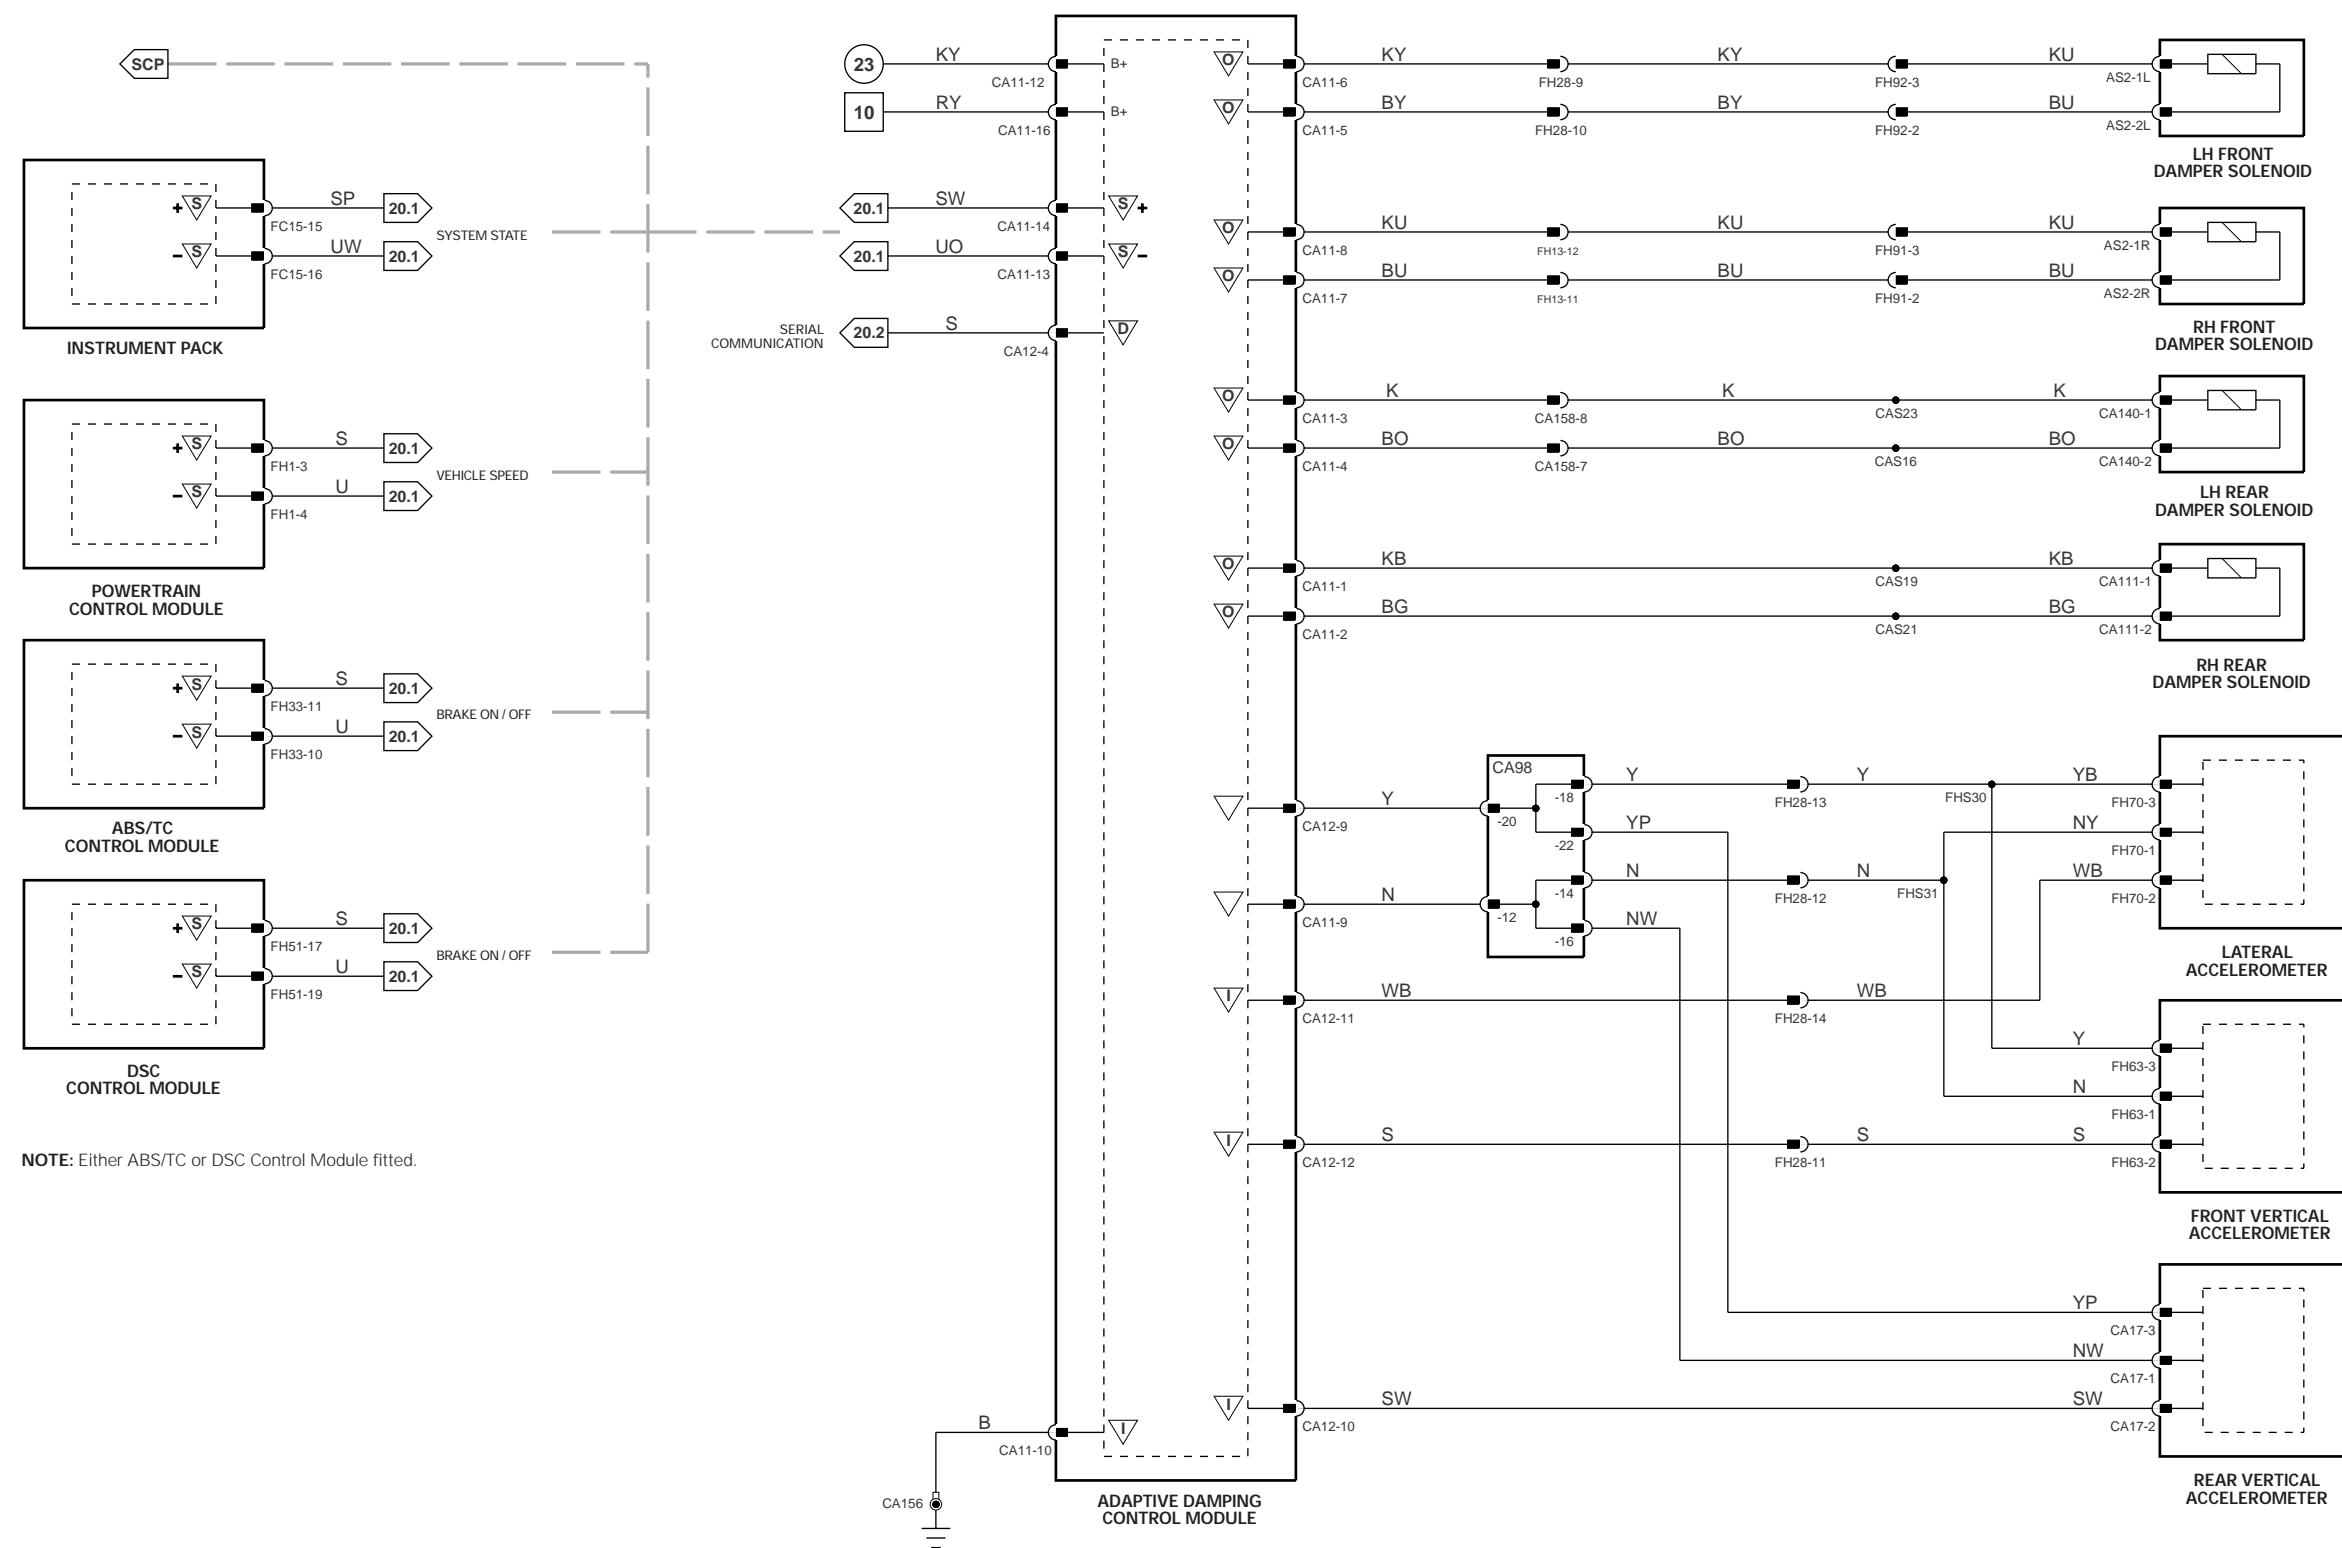 SCP
+ S SP 20.1
FC15-15
SYSTEM STATE
– S UW 20.1
FC15-16
INSTRUMENT PACK
+ S S 20.1
FH1-3
VEHICLE SPEED
– S U 20.1
FH1-4
POWERTRAIN
CONTROL MODULE
+ S S 20.1
FH33-11
BRAKE ON / OFF
– S U 20.1
FH33-10
ABS/TC
CONTROL MODULE
+ S S 20.1
FH51-17
BRAKE ON / OFF
– S U 20.1
FH51-19
DSC
CONTROL MODULE
NOTE: Either ABS/TC or DSC Control Module fitted.
23 KY B+
CA11-12
10 RY B+
CA11-16
20.1 SW S +
CA11-14
20.1 UO S –
CA11-13
SERIAL
COMMUNICATION
20.2 S D
CA12-4
B I
CA11-10
CA156
ADAPTIVE DAMPING
CONTROL MODULE
O KY KY KU
CA11-6 FH28-9 FH92-3 AS2-1L
O BY BY BU
CA11-5 FH28-10 FH92-2 AS2-2L
LH FRONT
DAMPER SOLENOID
O KU KU KU
CA11-8 FH13-12 FH91-3 AS2-1R
O BU BU BU
CA11-7 FH13-11 FH91-2 AS2-2R
RH FRONT
DAMPER SOLENOID
O K K K
CA11-3 CA158-8 CAS23 CA140-1
O BO BO BO
CA11-4 CA158-7 CAS16 CA140-2
LH REAR
DAMPER SOLENOID
O KB KB
CA11-1 CAS19 CA111-1
O BG BG
CA11-2 CAS21 CA111-2
RH REAR
DAMPER SOLENOID
CA98
Y Y YB
-18 FH28-13 FHS30 FH70-3
Y
CA12-9 -20
YP NY
-22 FH70-1
N N WB
-14 FH28-12 FHS31 FH70-2
N
CA11-9 -12
NW
-16
LATERAL
ACCELEROMETER
I WB WB
CA12-11 FH28-14
Y
FH63-3
N
FH63-1
I S S S
CA12-12 FH28-11 FH63-2
FRONT VERTICAL
ACCELEROMETER
YP
CA17-3
NW
CA17-1
I SW SW
CA12-10 CA17-2
REAR VERTICAL
ACCELEROMETER